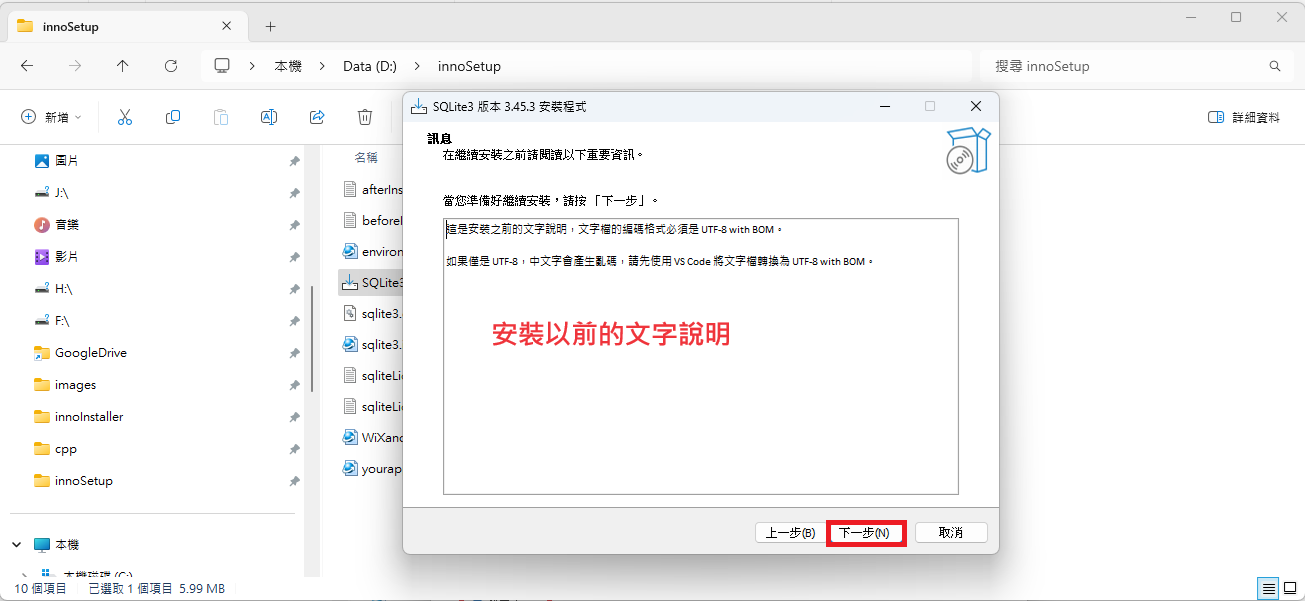 innoSetup
本機
Data (D:)
innoSetup
搜尋 innoSetup
新增
詳細資料
SQLite3 版本 3.45.3 安裝程式
訊息
在繼續安裝之前請閱讀以下重要資訊。
當您準備好繼續安裝，請按 「下一步」。
這是安裝之前的文字說明，文字檔的編碼格式必須是 UTF-8 with BOM。
如果僅是 UTF-8，中文字會產生亂碼，請先使用 VS Code 將文字檔轉換為 UTF-8 with BOM。
安裝以前的文字說明
上一步(B)
下一步(N)
取消
圖片
J:\
音樂
影片
H:\
F:\
GoogleDrive
images
innoInstaller
cpp
innoSetup
本機
本機磁碟 (C:)
名稱
afterIns
beforeI
environ
SQLite3
sqlite3.
sqlite3.
sqliteLi
sqliteLi
WiXand
yourap
10 個項目
已選取 1 個項目
5.99 MB